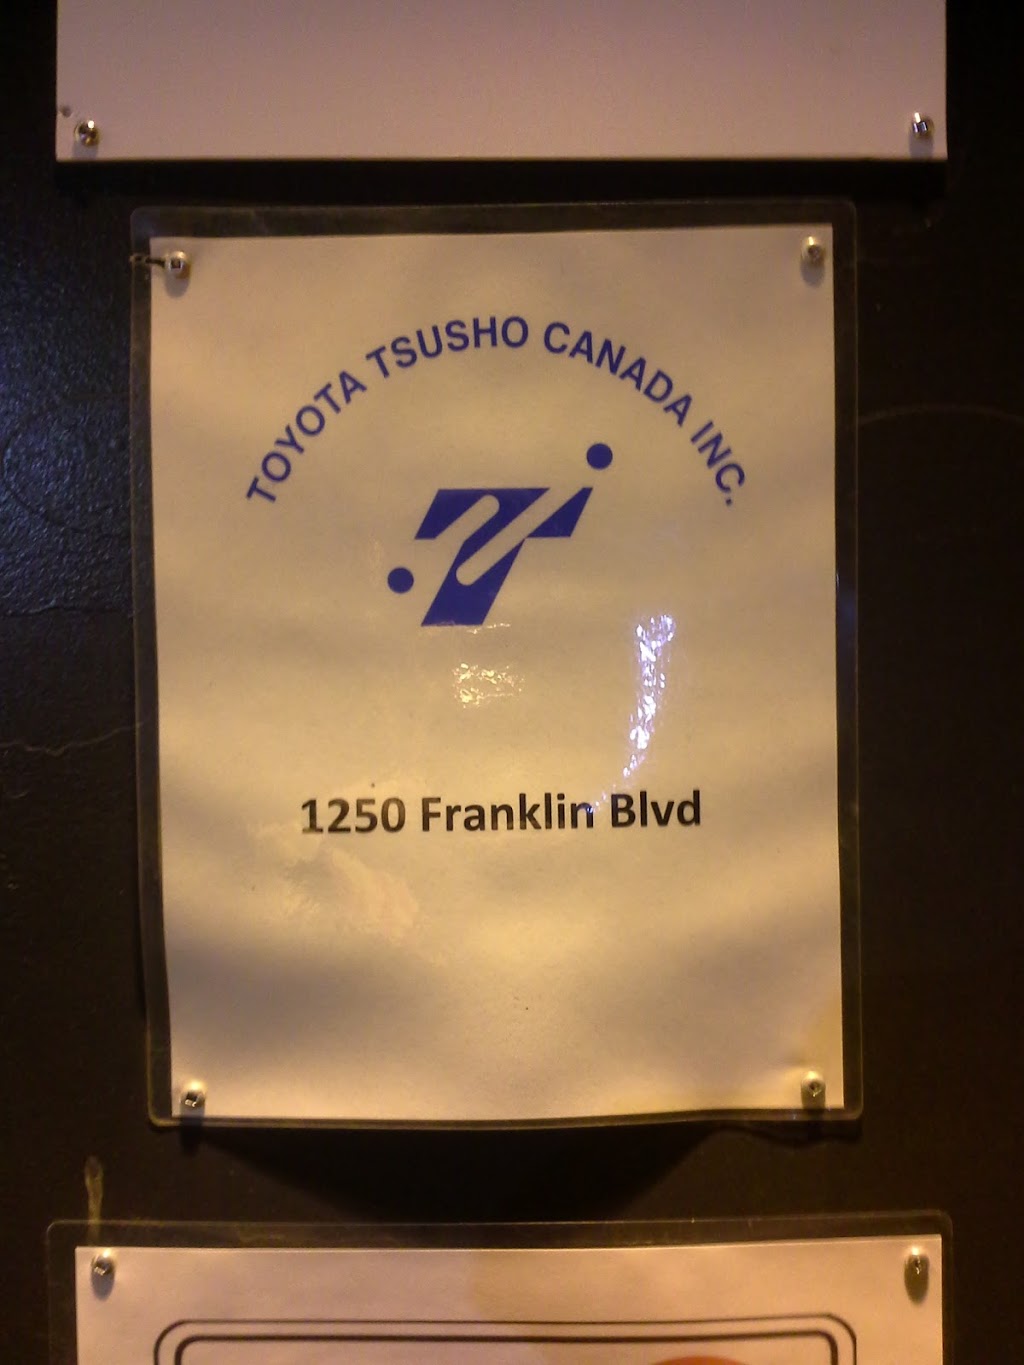 TOYOTA TSUSHO CANADA INC.
1250 Franklin Blvd